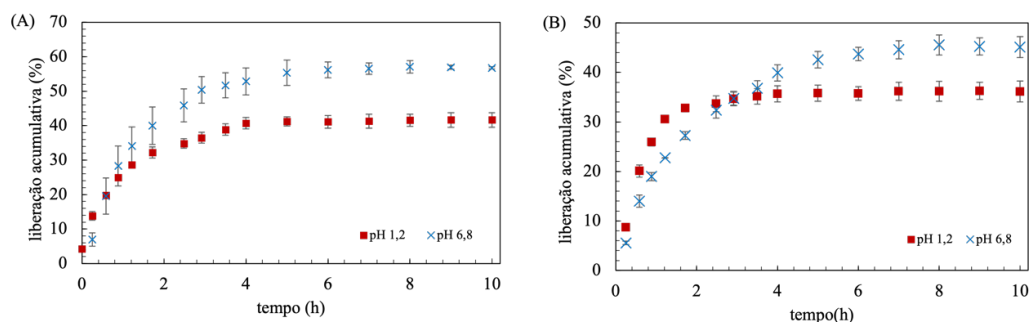 (A)
liberação acumulativa (%)
70
60
50
40
30
20
10
0
pH 1,2 pH 6,8
0 2 4 6 8 10
tempo (h)
(B)
liberação acumulativa (%)
50
40
30
20
10
0
pH 1,2 pH 6,8
0 2 4 6 8 10
tempo(h)